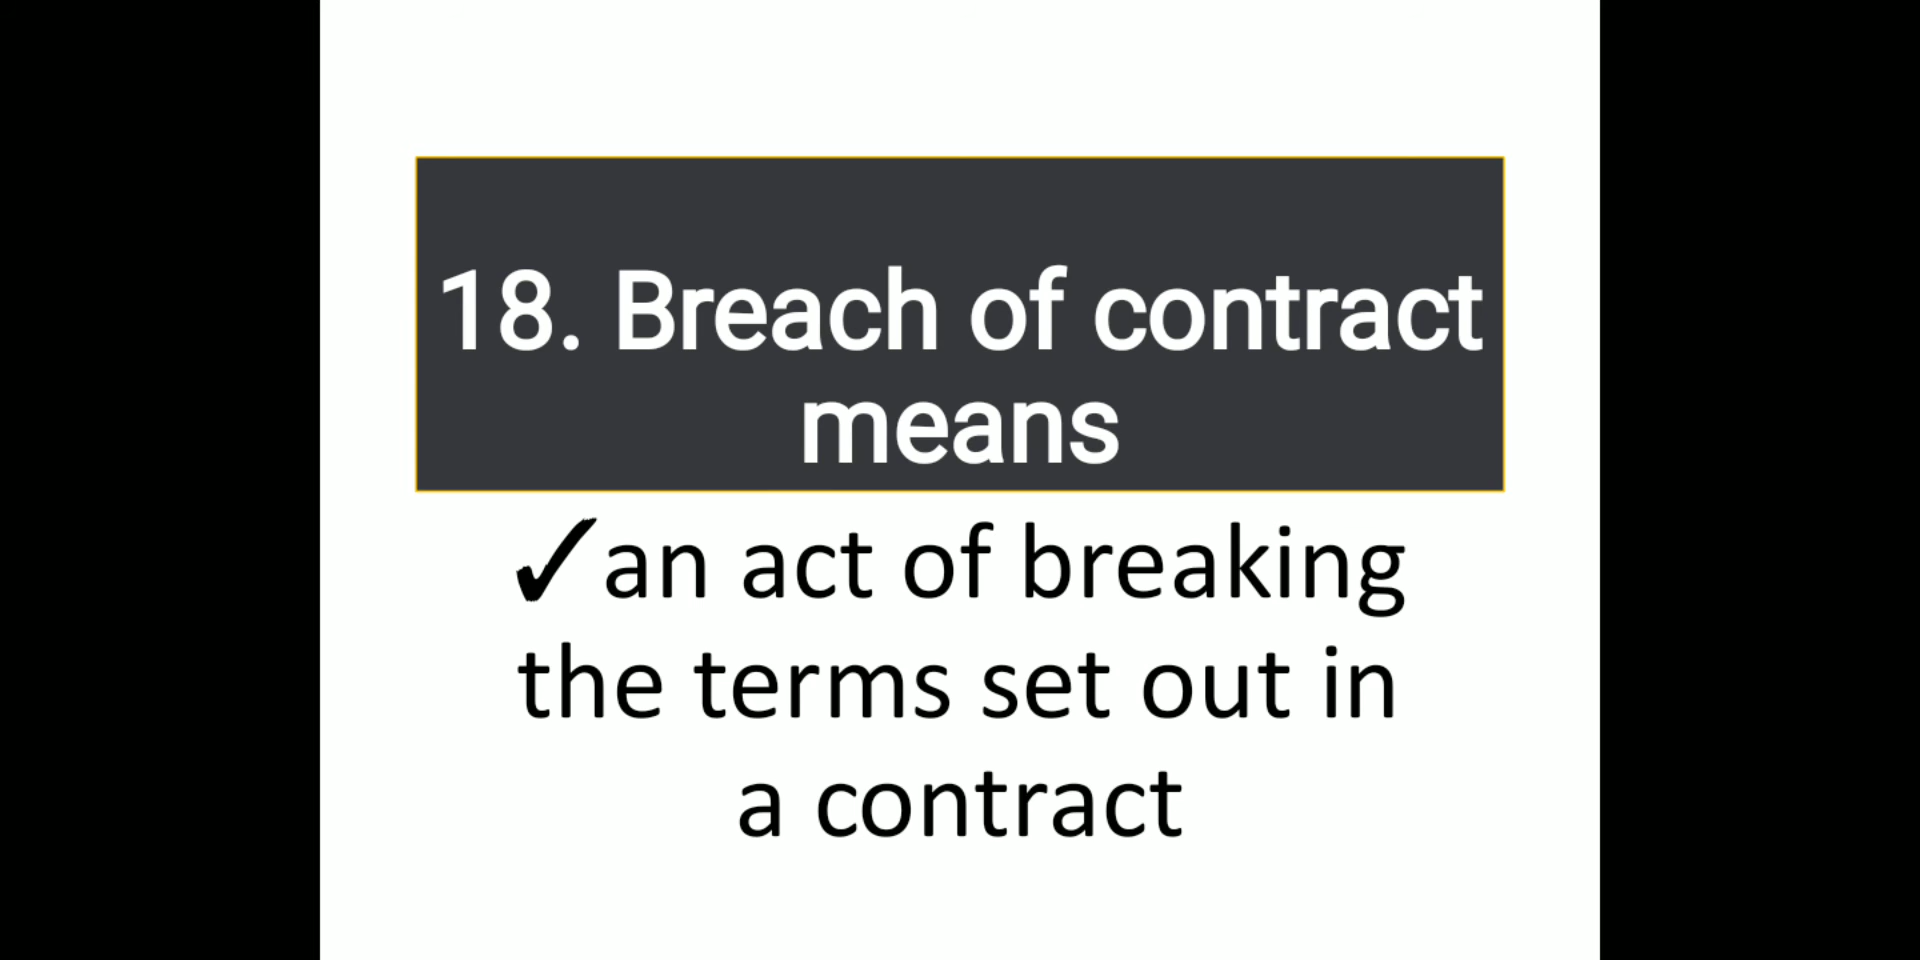 18. Breach of contract
means
✓an act of breaking
the terms set out in
a contract